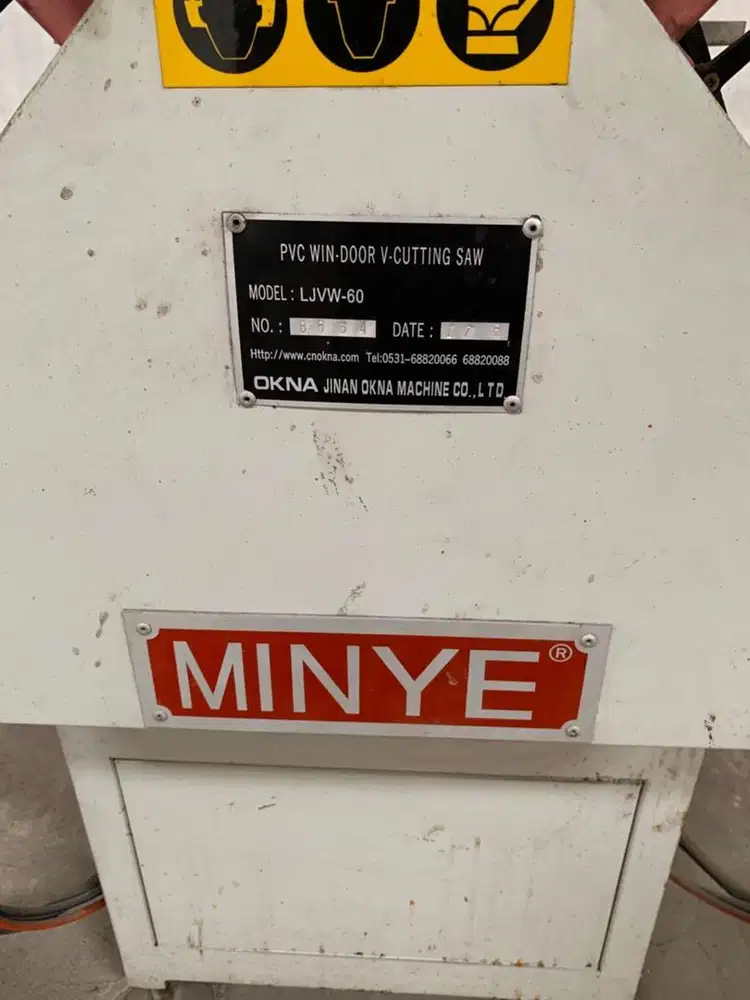 PVC WIN-DOOR V-CUTTING SAW
MODEL: LJVW-60
NO.: 8864 DATE:
Http://www.cnokna.com Tel:0531-68820066 68820088
OKNA JINAN OKNA MACHINE CO.,LTD
MINYE®